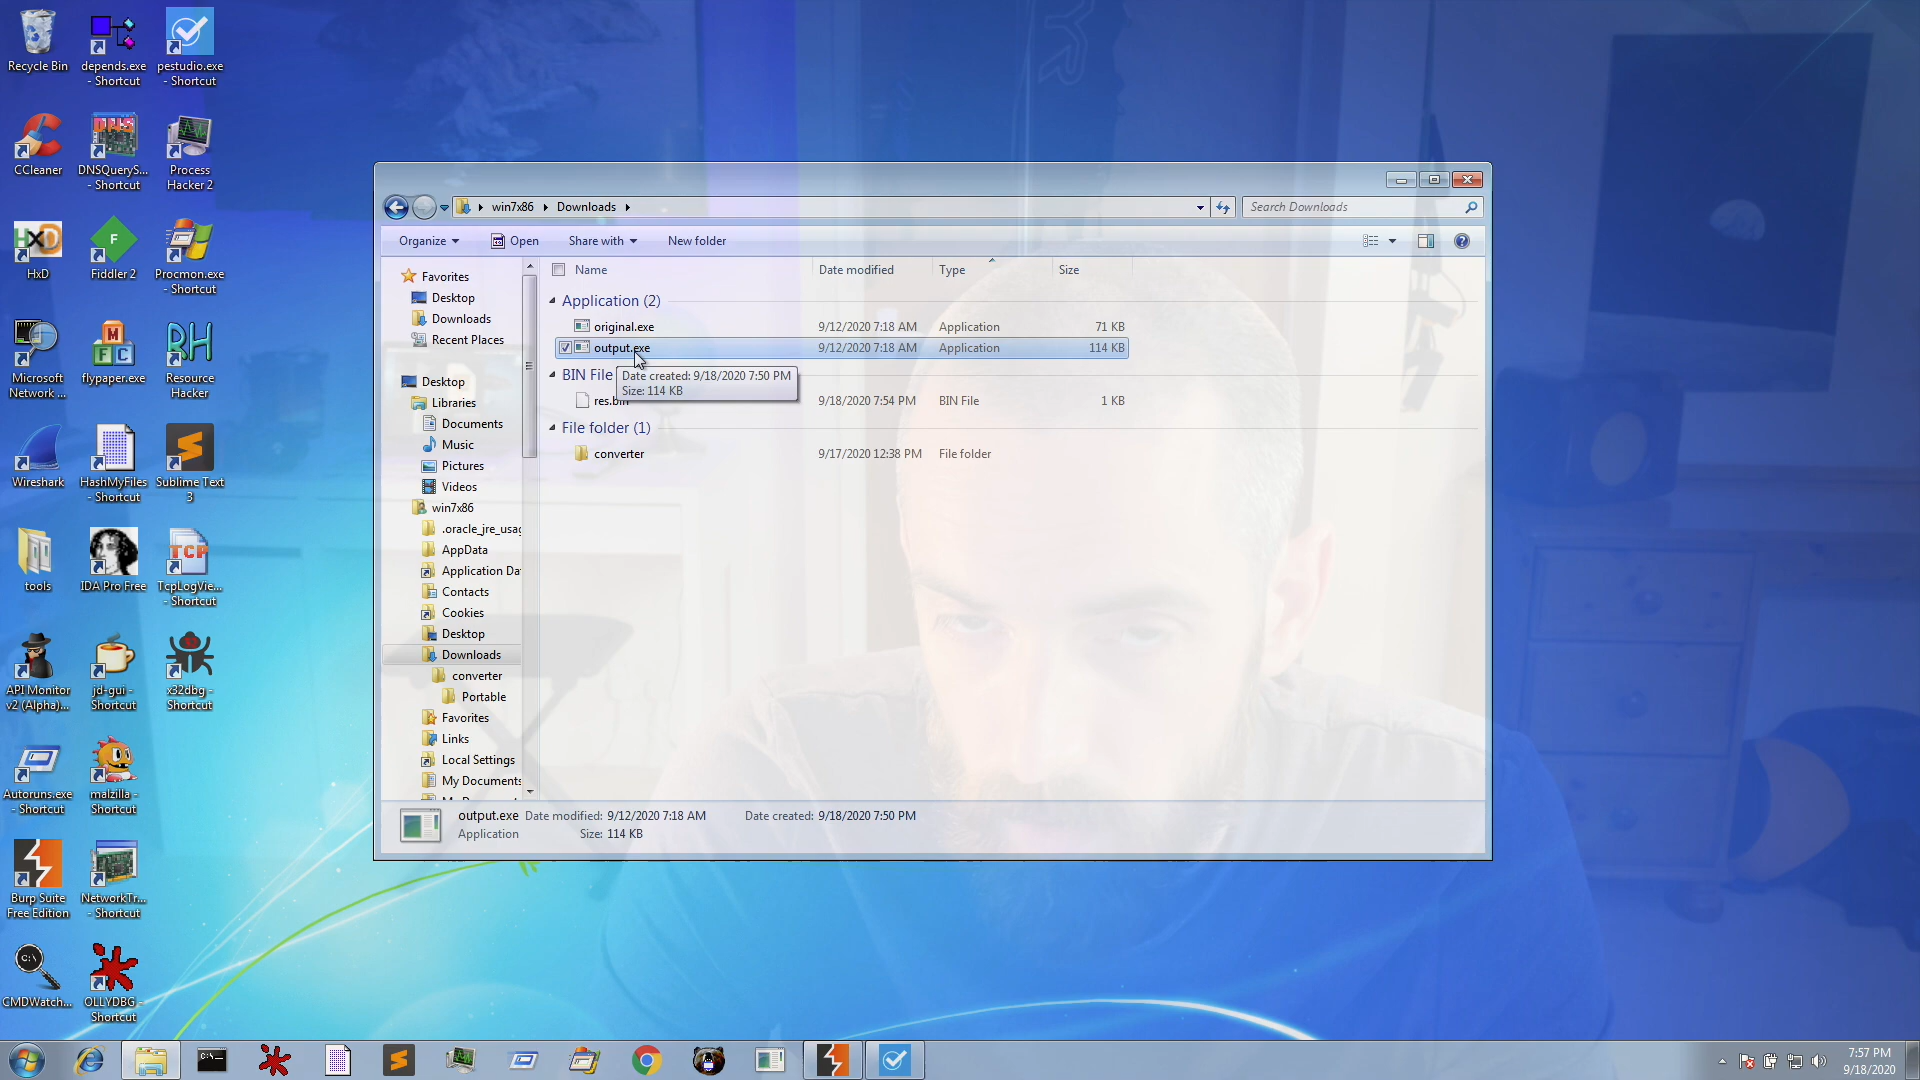 Recycle Bin
depends.exe
- Shortcut
pestudio.exe
- Shortcut
CCleaner
DNS
DNSQueryS...
- Shortcut
Process
Hacker 2
HxD
HxD
F
Fiddler 2
Procmon.exe
- Shortcut
Microsoft
Network ...
M
F C
flypaper.exe
RH
Resource
Hacker
Wireshark
HashMyFiles
- Shortcut
Sublime Text
3
tools
IDA Pro Free
TCP
TcpLogVie...
- Shortcut
API Monitor
v2 (Alpha)...
jd-gui -
Shortcut
x32dbg -
Shortcut
Autoruns.exe
- Shortcut
malzilla -
Shortcut
Burp Suite
Free Edition
NetworkTr...
- Shortcut
C:\
CMDWatch...
OLLYDBG -
Shortcut
win7x86 Downloads
Search Downloads
Organize Open Share with New folder
Favorites
Desktop
Downloads
Recent Places
Desktop
Libraries
Documents
Music
Pictures
Videos
win7x86
.oracle_jre_usag
AppData
Application Dat
Contacts
Cookies
Desktop
Downloads
converter
Portable
Favorites
Links
Local Settings
My Documents
Name Date modified Type Size
Application (2)
original.exe 9/12/2020 7:18 AM Application 71 KB
output.exe 9/12/2020 7:18 AM Application 114 KB
BIN File
Date created: 9/18/2020 7:50 PM
Size: 114 KB
res.bin 9/18/2020 7:54 PM BIN File 1 KB
File folder (1)
converter 9/17/2020 12:38 PM File folder
output.exe Date modified: 9/12/2020 7:18 AM Date created: 9/18/2020 7:50 PM
Application Size: 114 KB
C:\
7:57 PM
9/18/2020